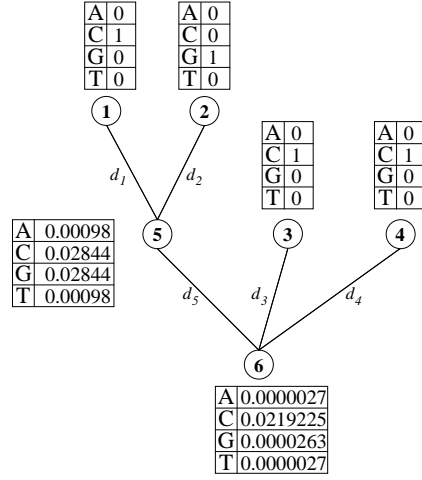 A 0
C 1
G 0
T 0
A 0
C 0
G 1
T 0
1
2
A 0
C 1
G 0
T 0
A 0
C 1
G 0
T 0
d1
d2
A 0.00098
C 0.02844
G 0.02844
T 0.00098
5
3
4
d5
d3
d4
6
A 0.0000027
C 0.0219225
G 0.0000263
T 0.0000027